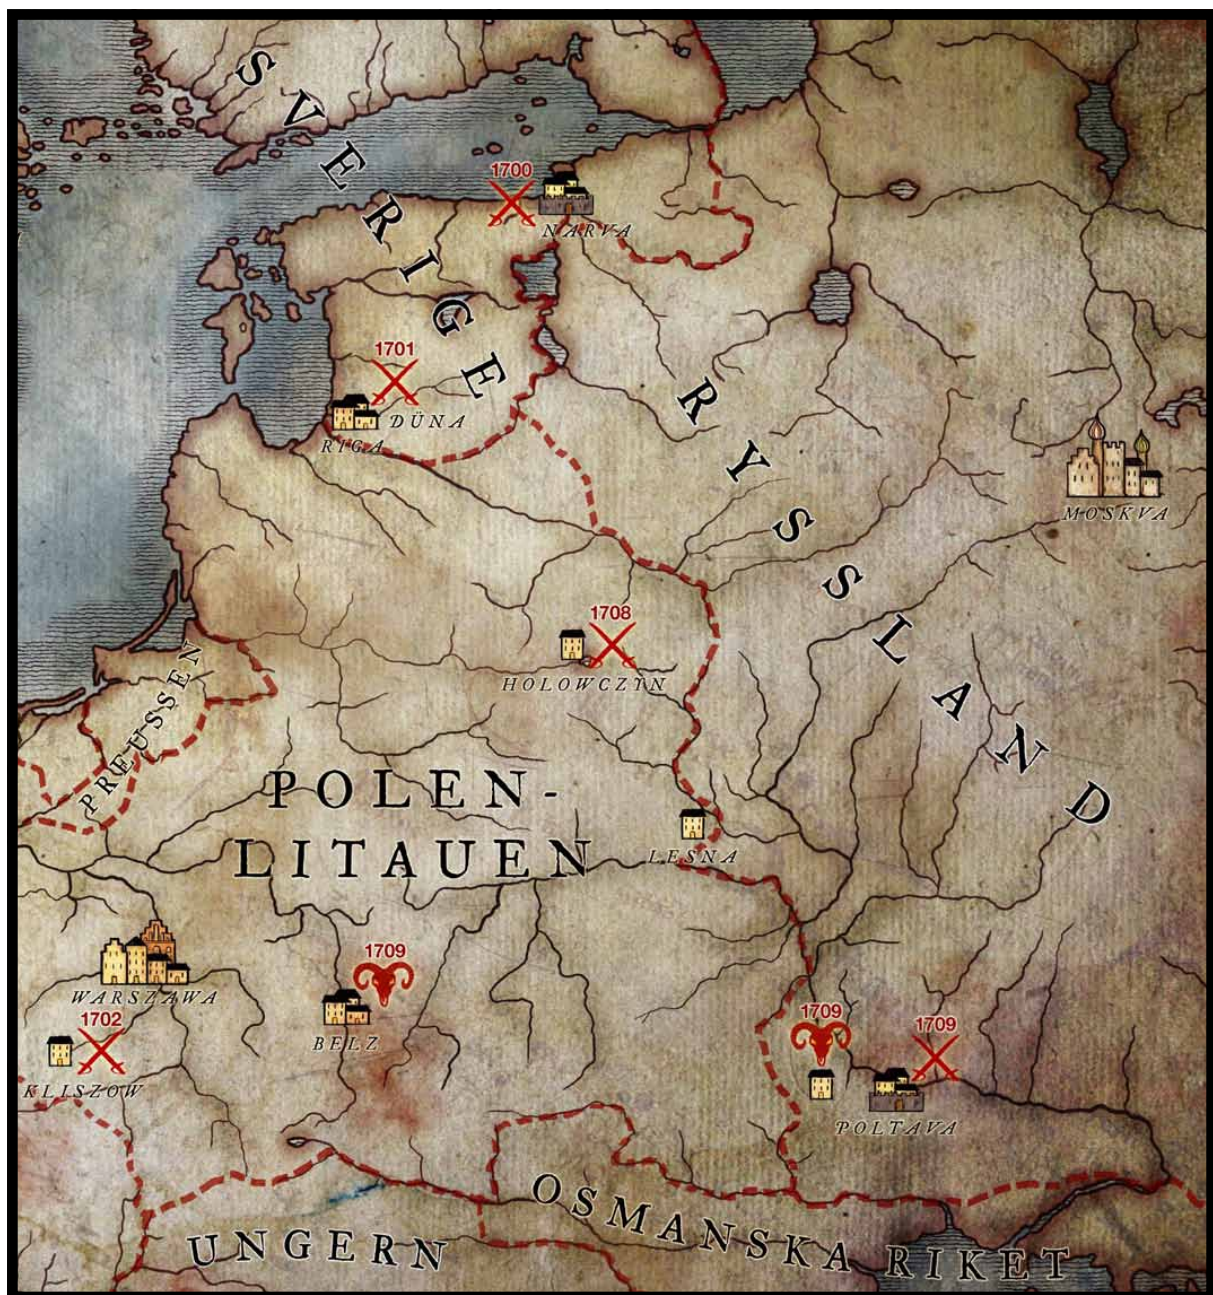 SVERIGE
1700
NARVA
1701
DÜNA
RIGA
RYSSLAND
MOSKVA
1708
HOLOWCZYN
PREUSSEN
POLEN-
LITAUEN
LESNA
WARSZAWA
1709
BELZ
1702
KLISZOW
1709
1709
POLTAVA
OSMANSKA RIKET
UNGERN